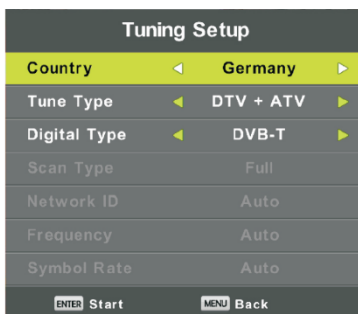 Tuning Setup
Country Germany
Tune Type DTV + ATV
Digital Type DVB-T
Scan Type Full
Network ID Auto
Frequency Auto
Symbol Rate Auto
ENTER Start MENU Back